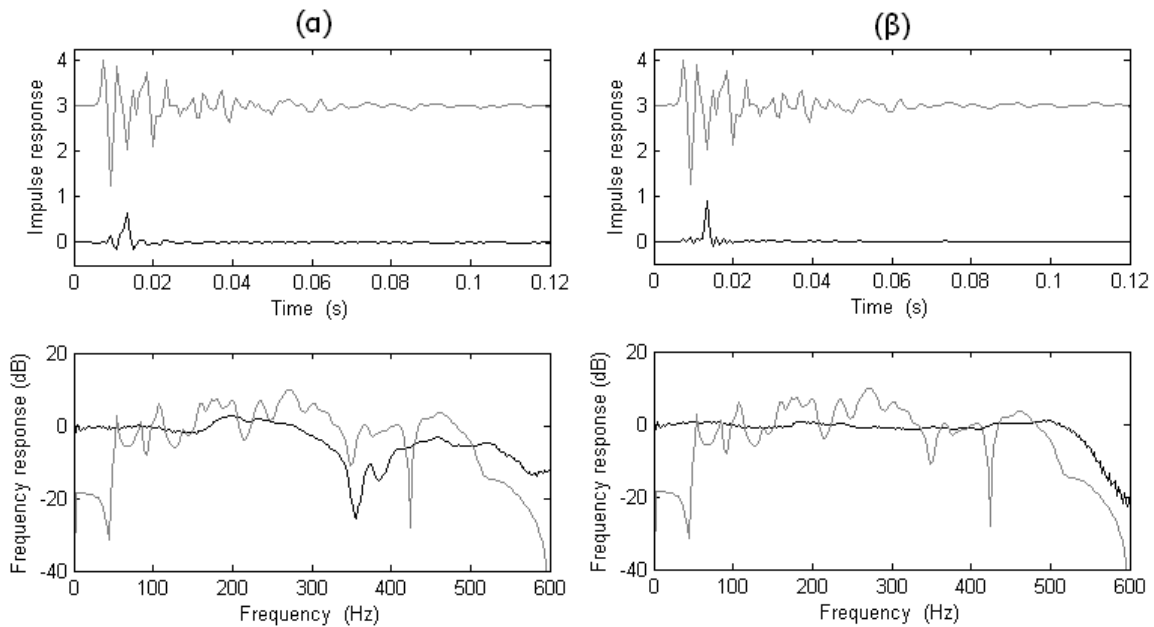 (α)
(β)
4
3
2
1
0
Impulse response
0 0.02 0.04 0.06 0.08 0.1 0.12
Time (s)
4
3
2
1
0
Impulse response
0 0.02 0.04 0.06 0.08 0.1 0.12
Time (s)
20
0
-20
-40
Frequency response (dB)
0 100 200 300 400 500 600
Frequency (Hz)
20
0
-20
-40
Frequency response (dB)
0 100 200 300 400 500 600
Frequency (Hz)